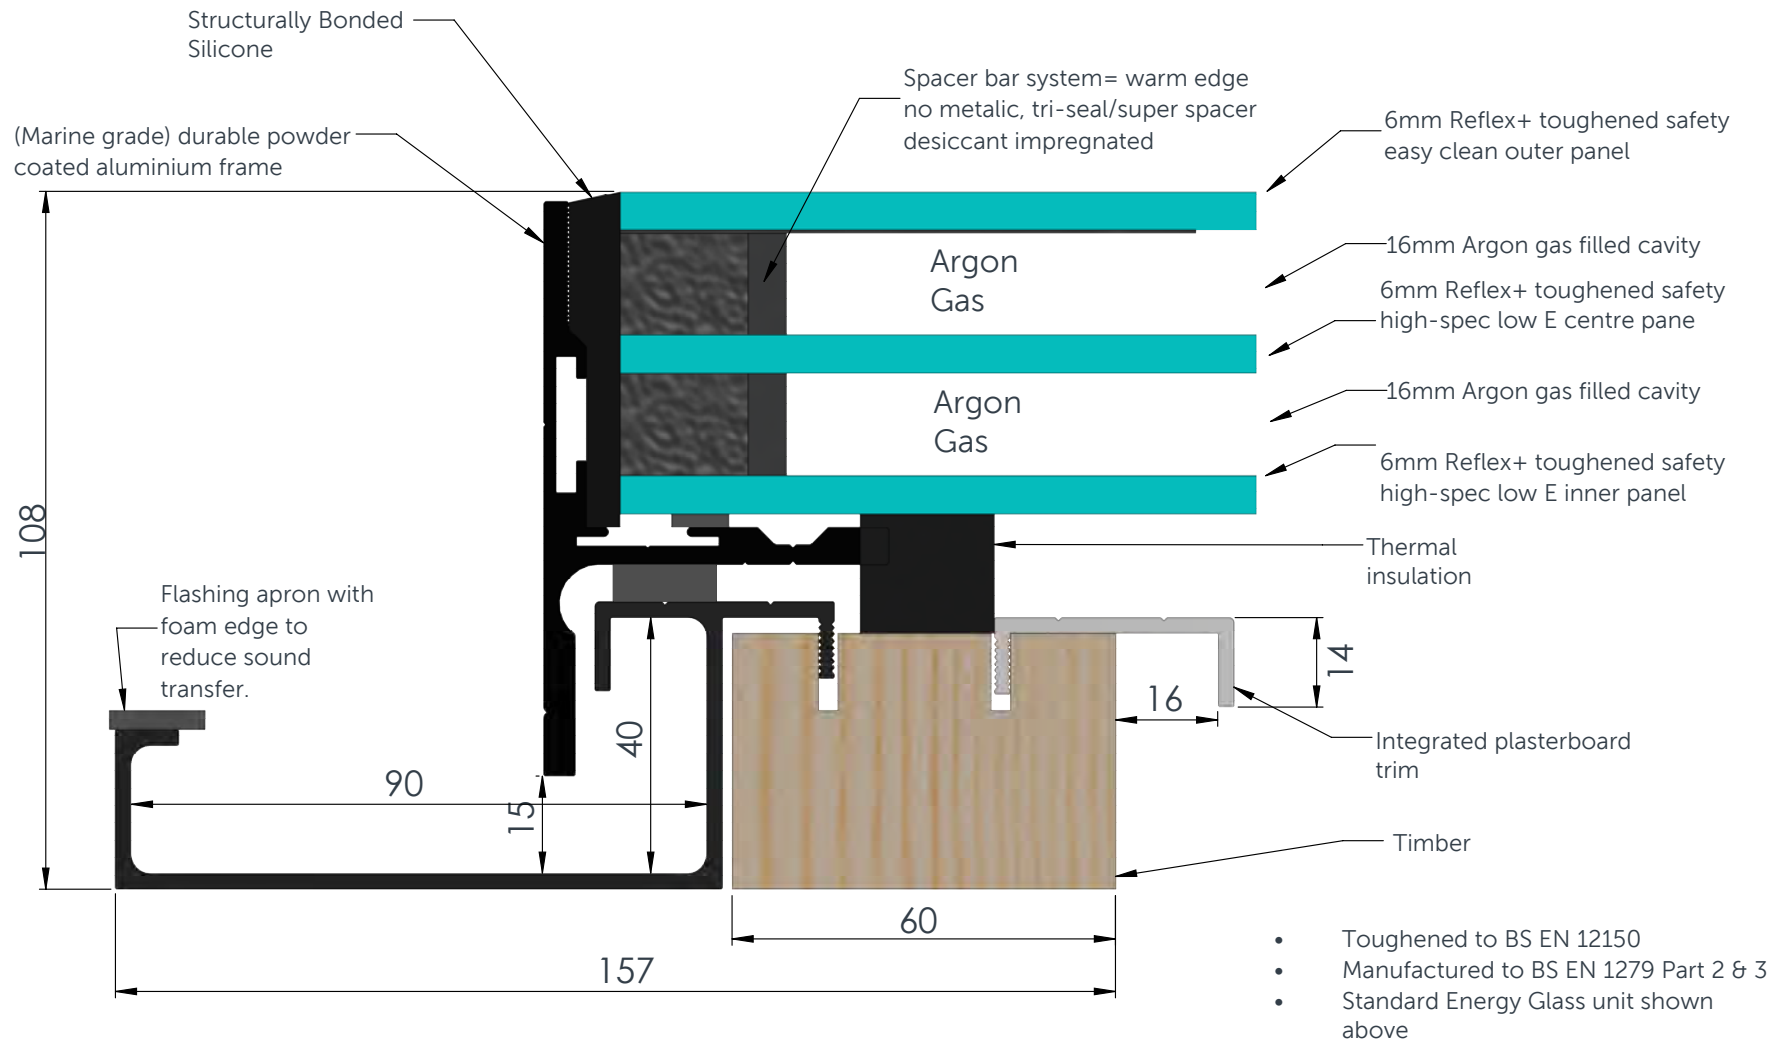 Structurally Bonded
Silicone
Spacer bar system= warm edge
no metalic, tri-seal/super spacer
desiccant impregnated
(Marine grade) durable powder
coated aluminium frame
6mm Reflex+ toughened safety
easy clean outer panel
Argon
Gas
16mm Argon gas filled cavity
6mm Reflex+ toughened safety
high-spec low E centre pane
Argon
Gas
16mm Argon gas filled cavity
6mm Reflex+ toughened safety
high-spec low E inner panel
108
Thermal
insulation
Flashing apron with
foam edge to
reduce sound
transfer.
14
16
40
Integrated plasterboard
trim
90
15
Timber
60
157
• Toughened to BS EN 12150
• Manufactured to BS EN 1279 Part 2 & 3
• Standard Energy Glass unit shown
above